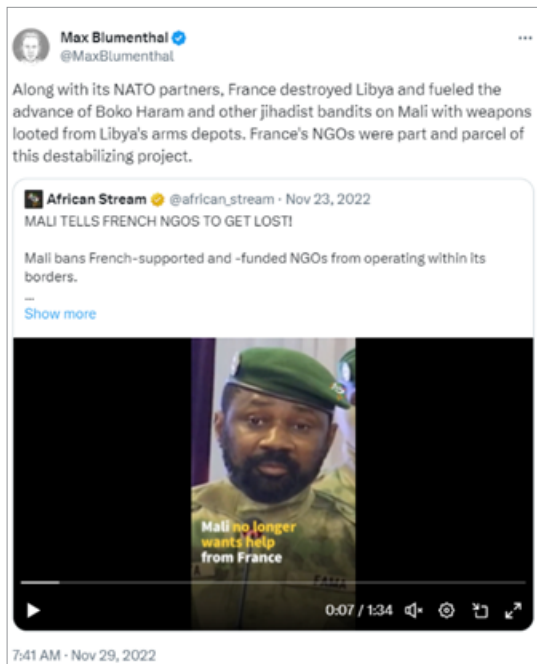 Max Blumenthal
@MaxBlumenthal
Along with its NATO partners, France destroyed Libya and fueled the
advance of Boko Haram and other jihadist bandits on Mali with weapons
looted from Libya's arms depots. France's NGOs were part and parcel of
this destabilizing project.
African Stream @african_stream · Nov 23, 2022
MALI TELLS FRENCH NGOS TO GET LOST!
Mali bans French-supported and -funded NGOs from operating within its
borders.
...
Show more
Mali no longer
wants help
from France
FAMA
0:07 / 1:34
7:41 AM · Nov 29, 2022